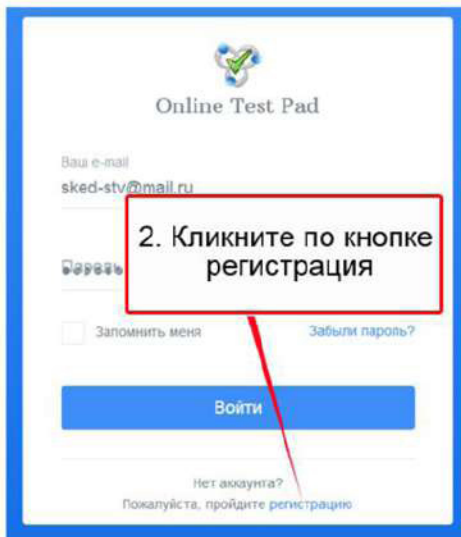 Online Test Pad
Ваш e-mail
sked-stv@mail.ru
2. Кликните по кнопке
регистрация
Пароль
Запомнить меня
Забыли пароль?
Войти
Нет аккаунта?
Пожалуйста, пройдите регистрацию